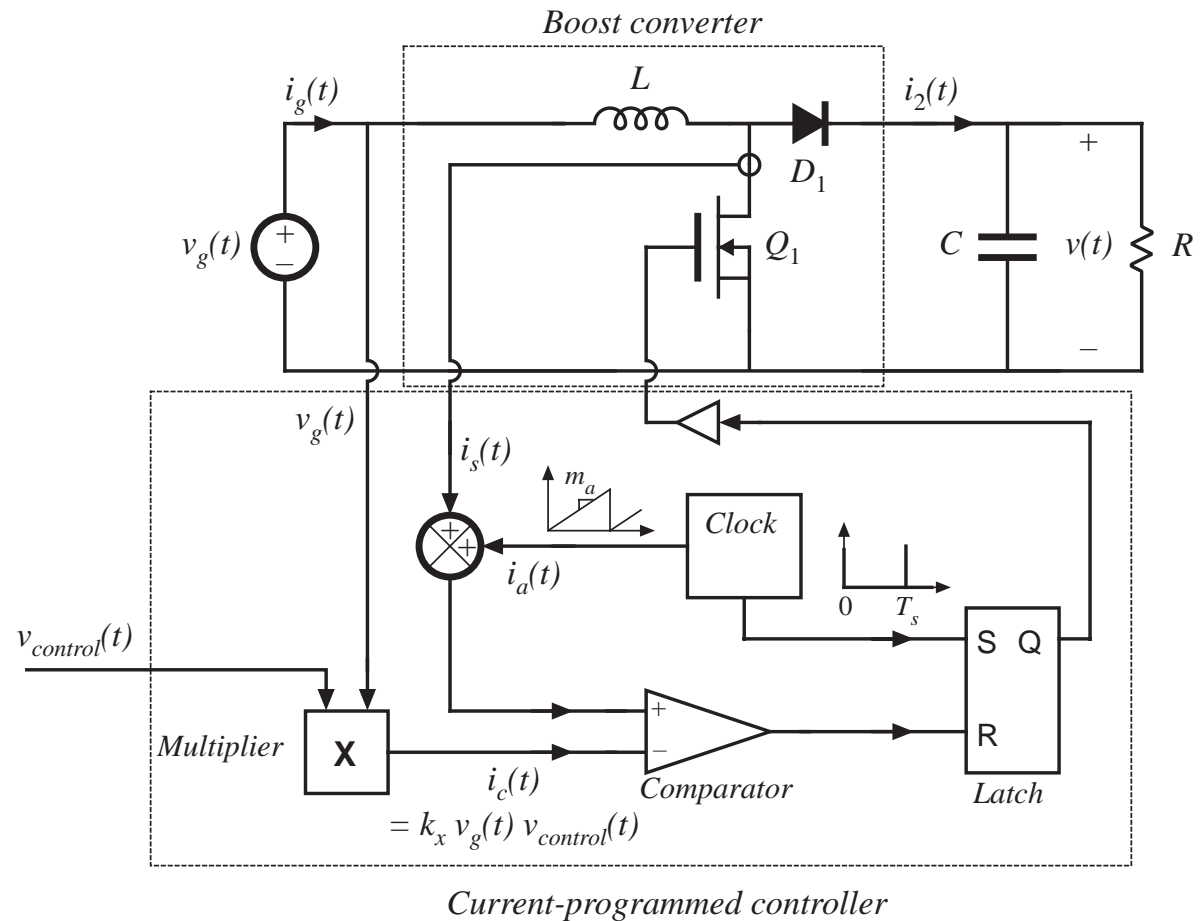 Boost converter
i_g(t)
L
i_2(t)
D_1
+
v_g(t)
+
–
Q_1
C
v(t)
R
–
v_g(t)
i_s(t)
m_a
Clock
+
+
i_a(t)
0
T_s
v_control(t)
S Q
+
Multiplier
X
–
R
i_c(t)
Comparator
Latch
= k_x v_g(t) v_control(t)
Current-programmed controller